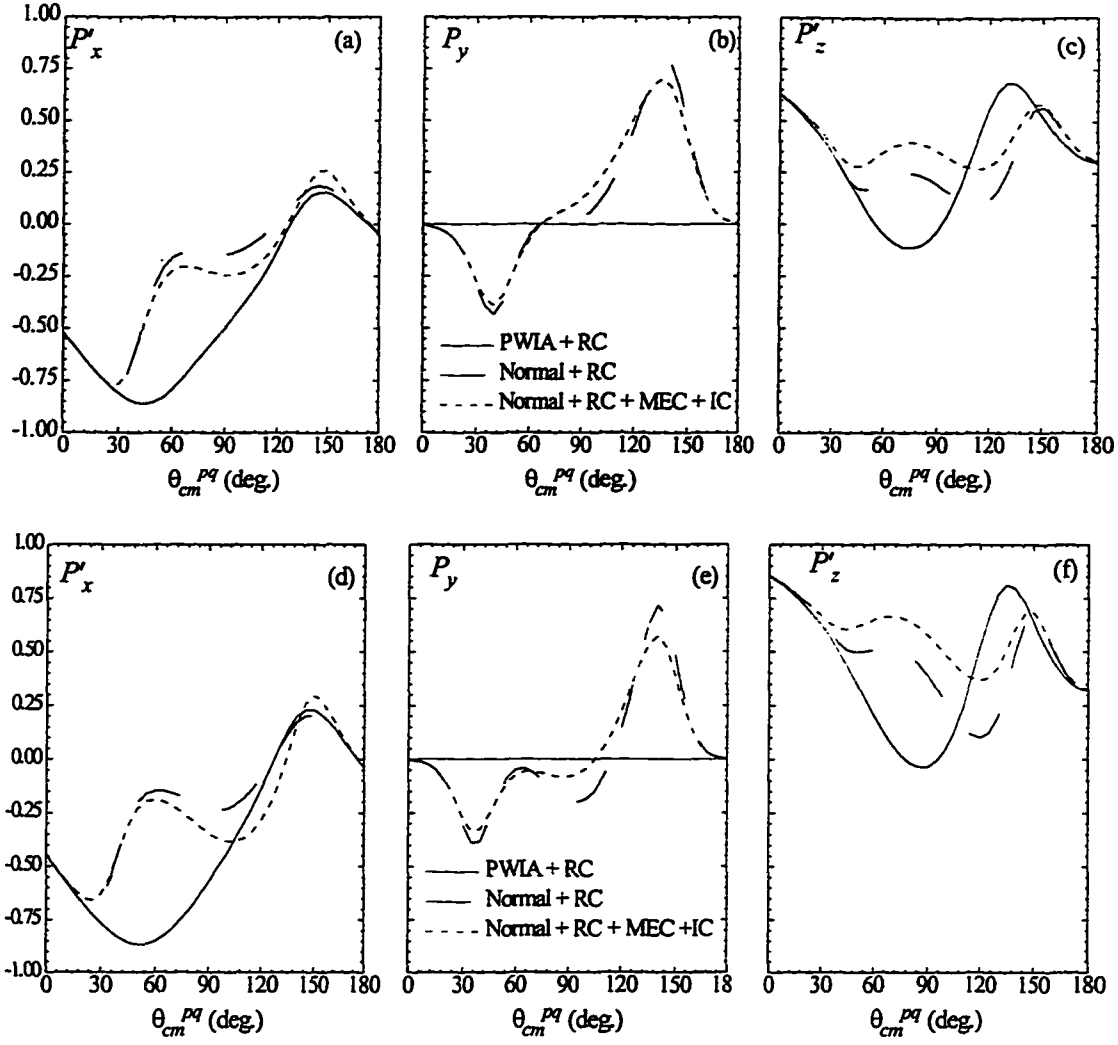 1.00
0.75
0.50
0.25
0.00
-0.25
-0.50
-0.75
-1.00
P'x
(a)
Py
(b)
P'z
(c)
PWIA + RC
Normal + RC
Normal + RC + MEC + IC
0 30 60 90 120 150 180
0 30 60 90 120 150 180
0 30 60 90 120 150 180
θcm^pq (deg.)
θcm^pq (deg.)
θcm^pq (deg.)
1.00
0.75
0.50
0.25
0.00
-0.25
-0.50
-0.75
-1.00
P'x
(d)
Py
(e)
P'z
(f)
PWIA + RC
Normal + RC
Normal + RC + MEC +IC
0 30 60 90 120 150 180
0 30 60 90 120 150 180
0 30 60 90 120 150 180
θcm^pq (deg.)
θcm^pq (deg.)
θcm^pq (deg.)